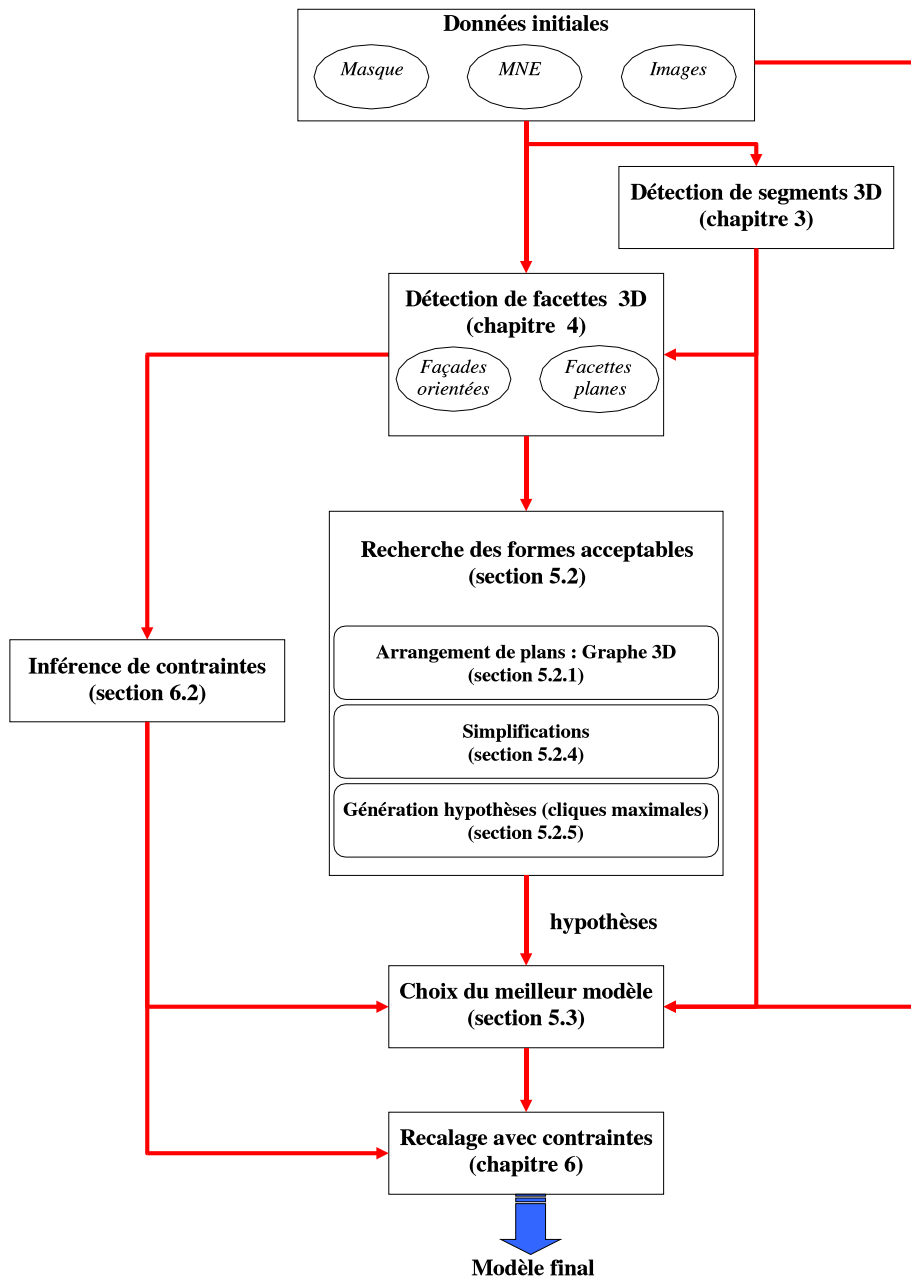 Données initiales
Masque
MNE
Images
Détection de segments 3D
(chapitre 3)
Détection de facettes 3D
(chapitre 4)
Façades
orientées
Facettes
planes
Recherche des formes acceptables
(section 5.2)
Arrangement de plans : Graphe 3D
(section 5.2.1)
Inférence de contraintes
(section 6.2)
Simplifications
(section 5.2.4)
Génération hypothèses (cliques maximales)
(section 5.2.5)
hypothèses
Choix du meilleur modèle
(section 5.3)
Recalage avec contraintes
(chapitre 6)
Modèle final